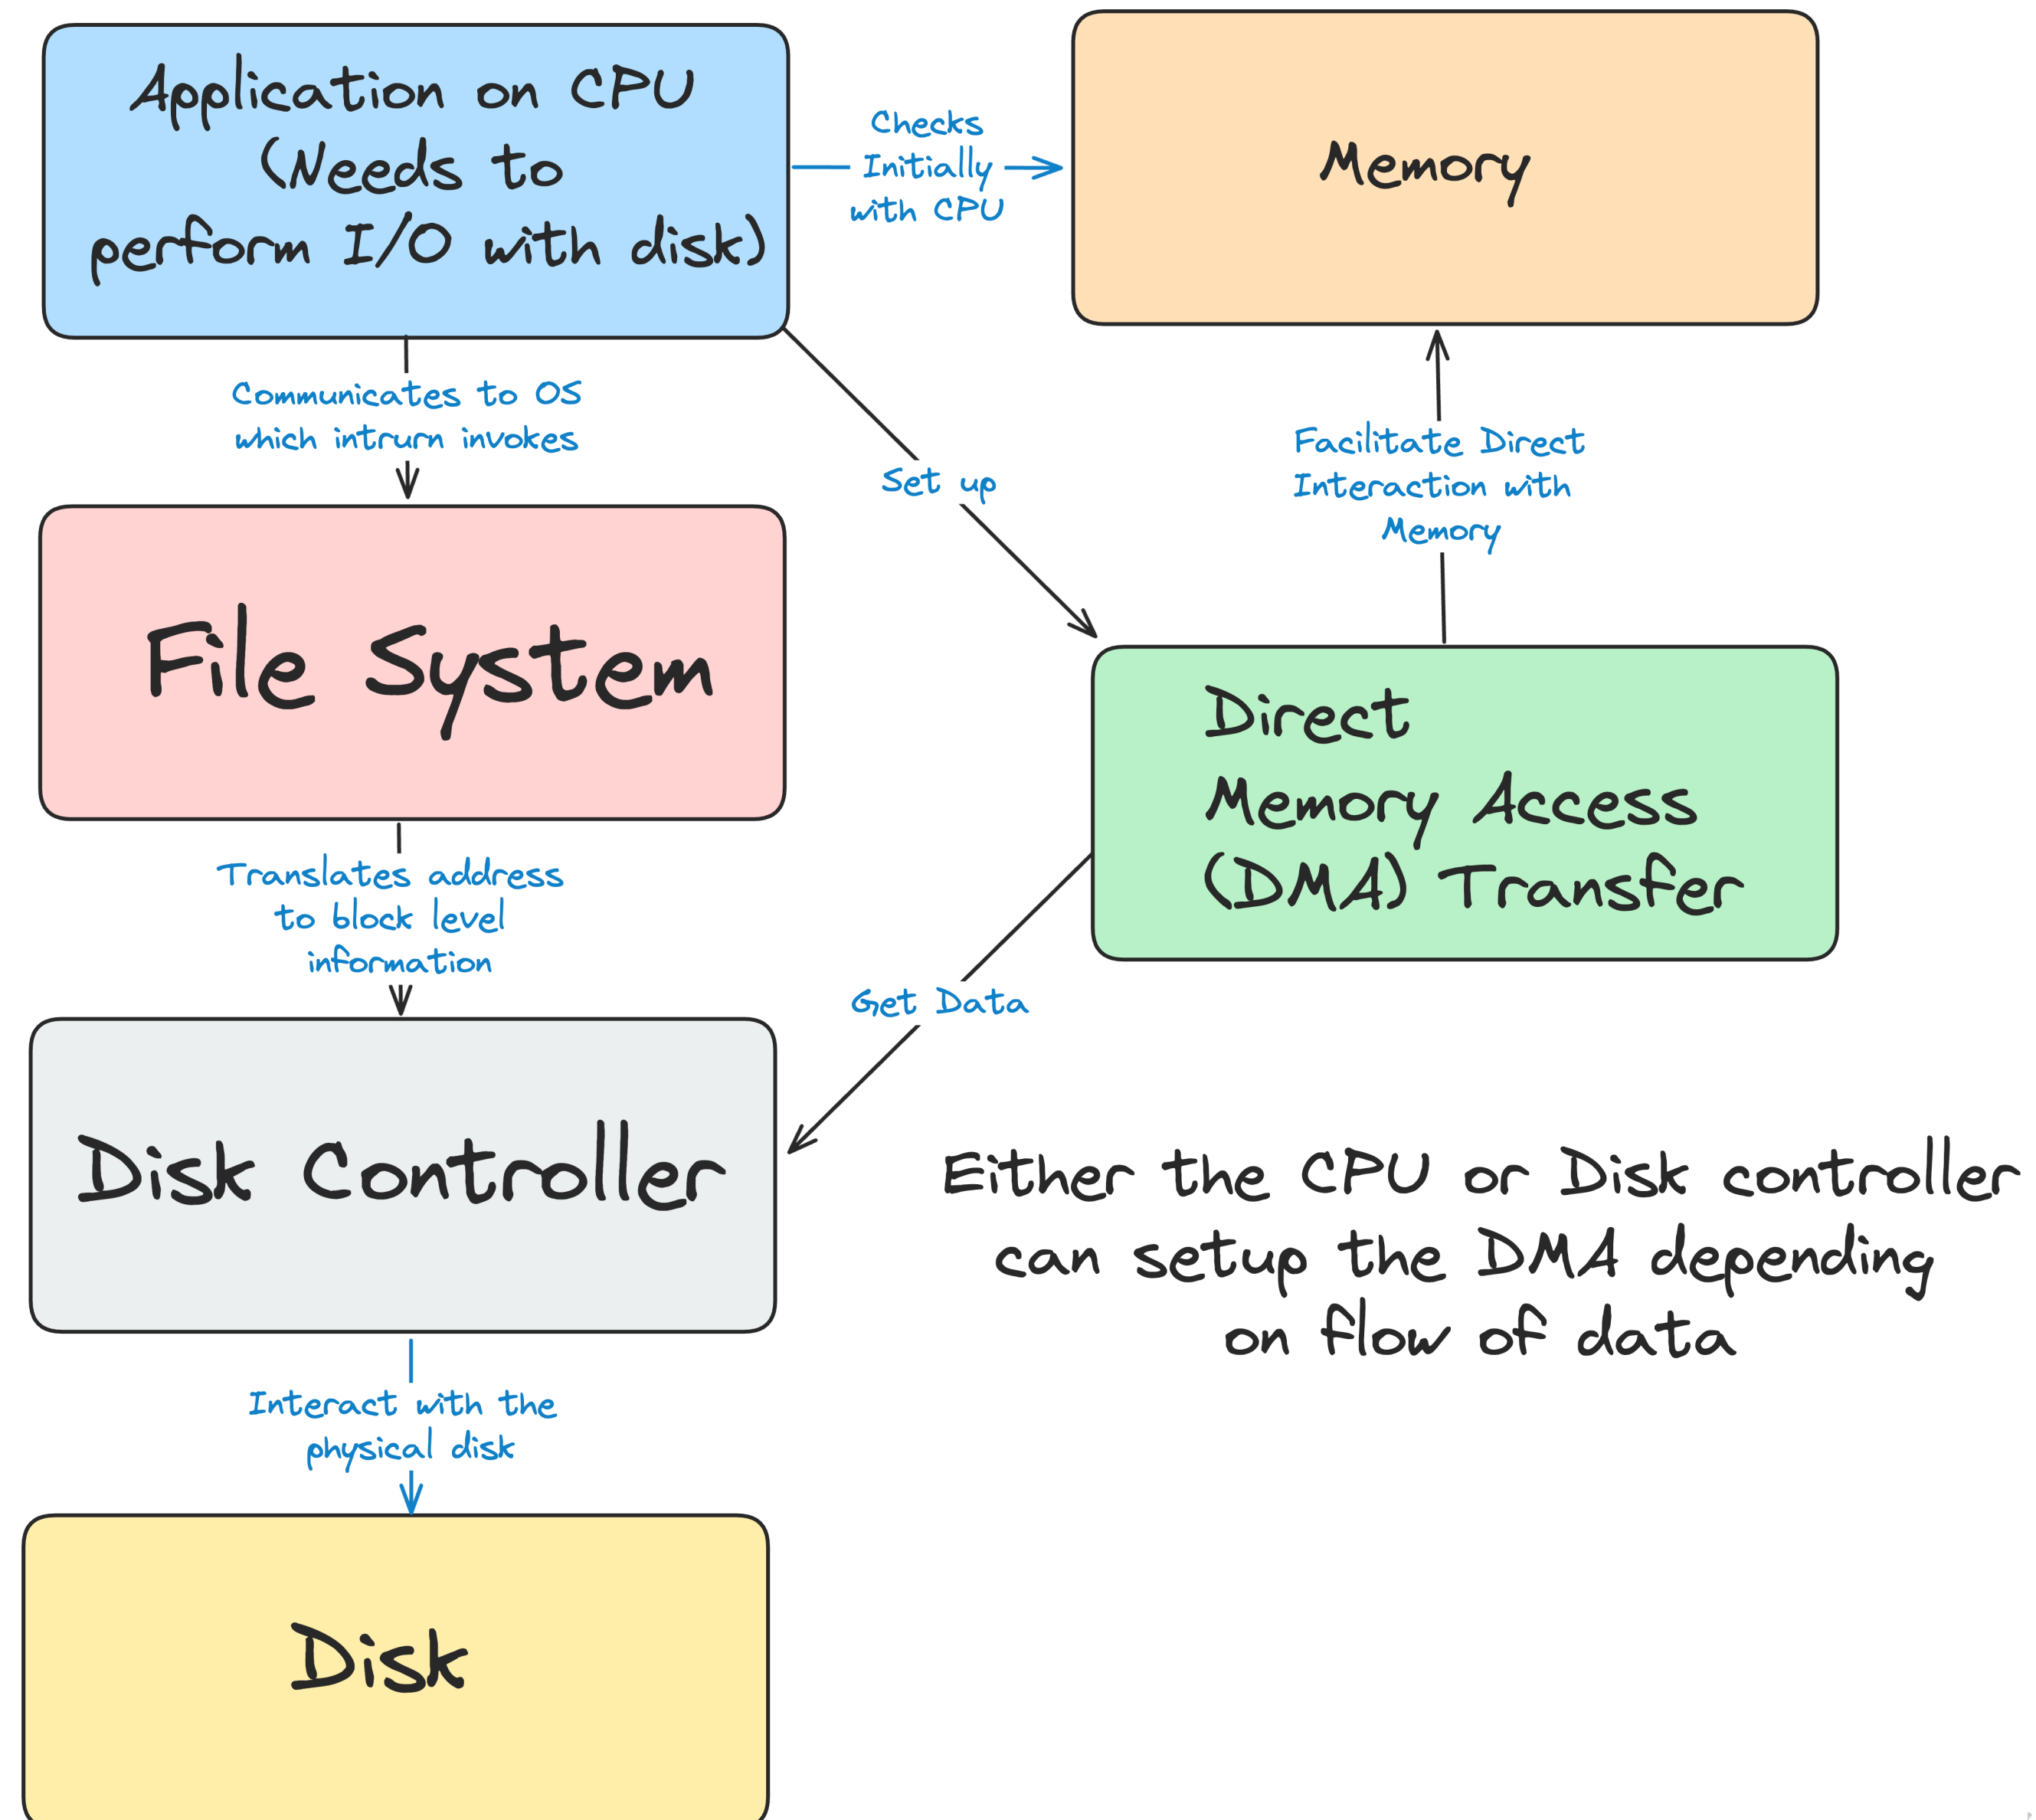 Application on CPU
(Needs to
perform I/O with disk)
Checks
Initially
with CPU
Memory
Communicates to OS
which intrurn invokes
Set up
Facilitate Direct
Interaction with
Memory
File System
Direct
Memory Access
(DMA) Transfer
Translates address
to block level
information
Get Data
Disk Controller
Either the CPU or Disk controller
can setup the DMA depending
on flow of data
Interact with the
physical disk
Disk